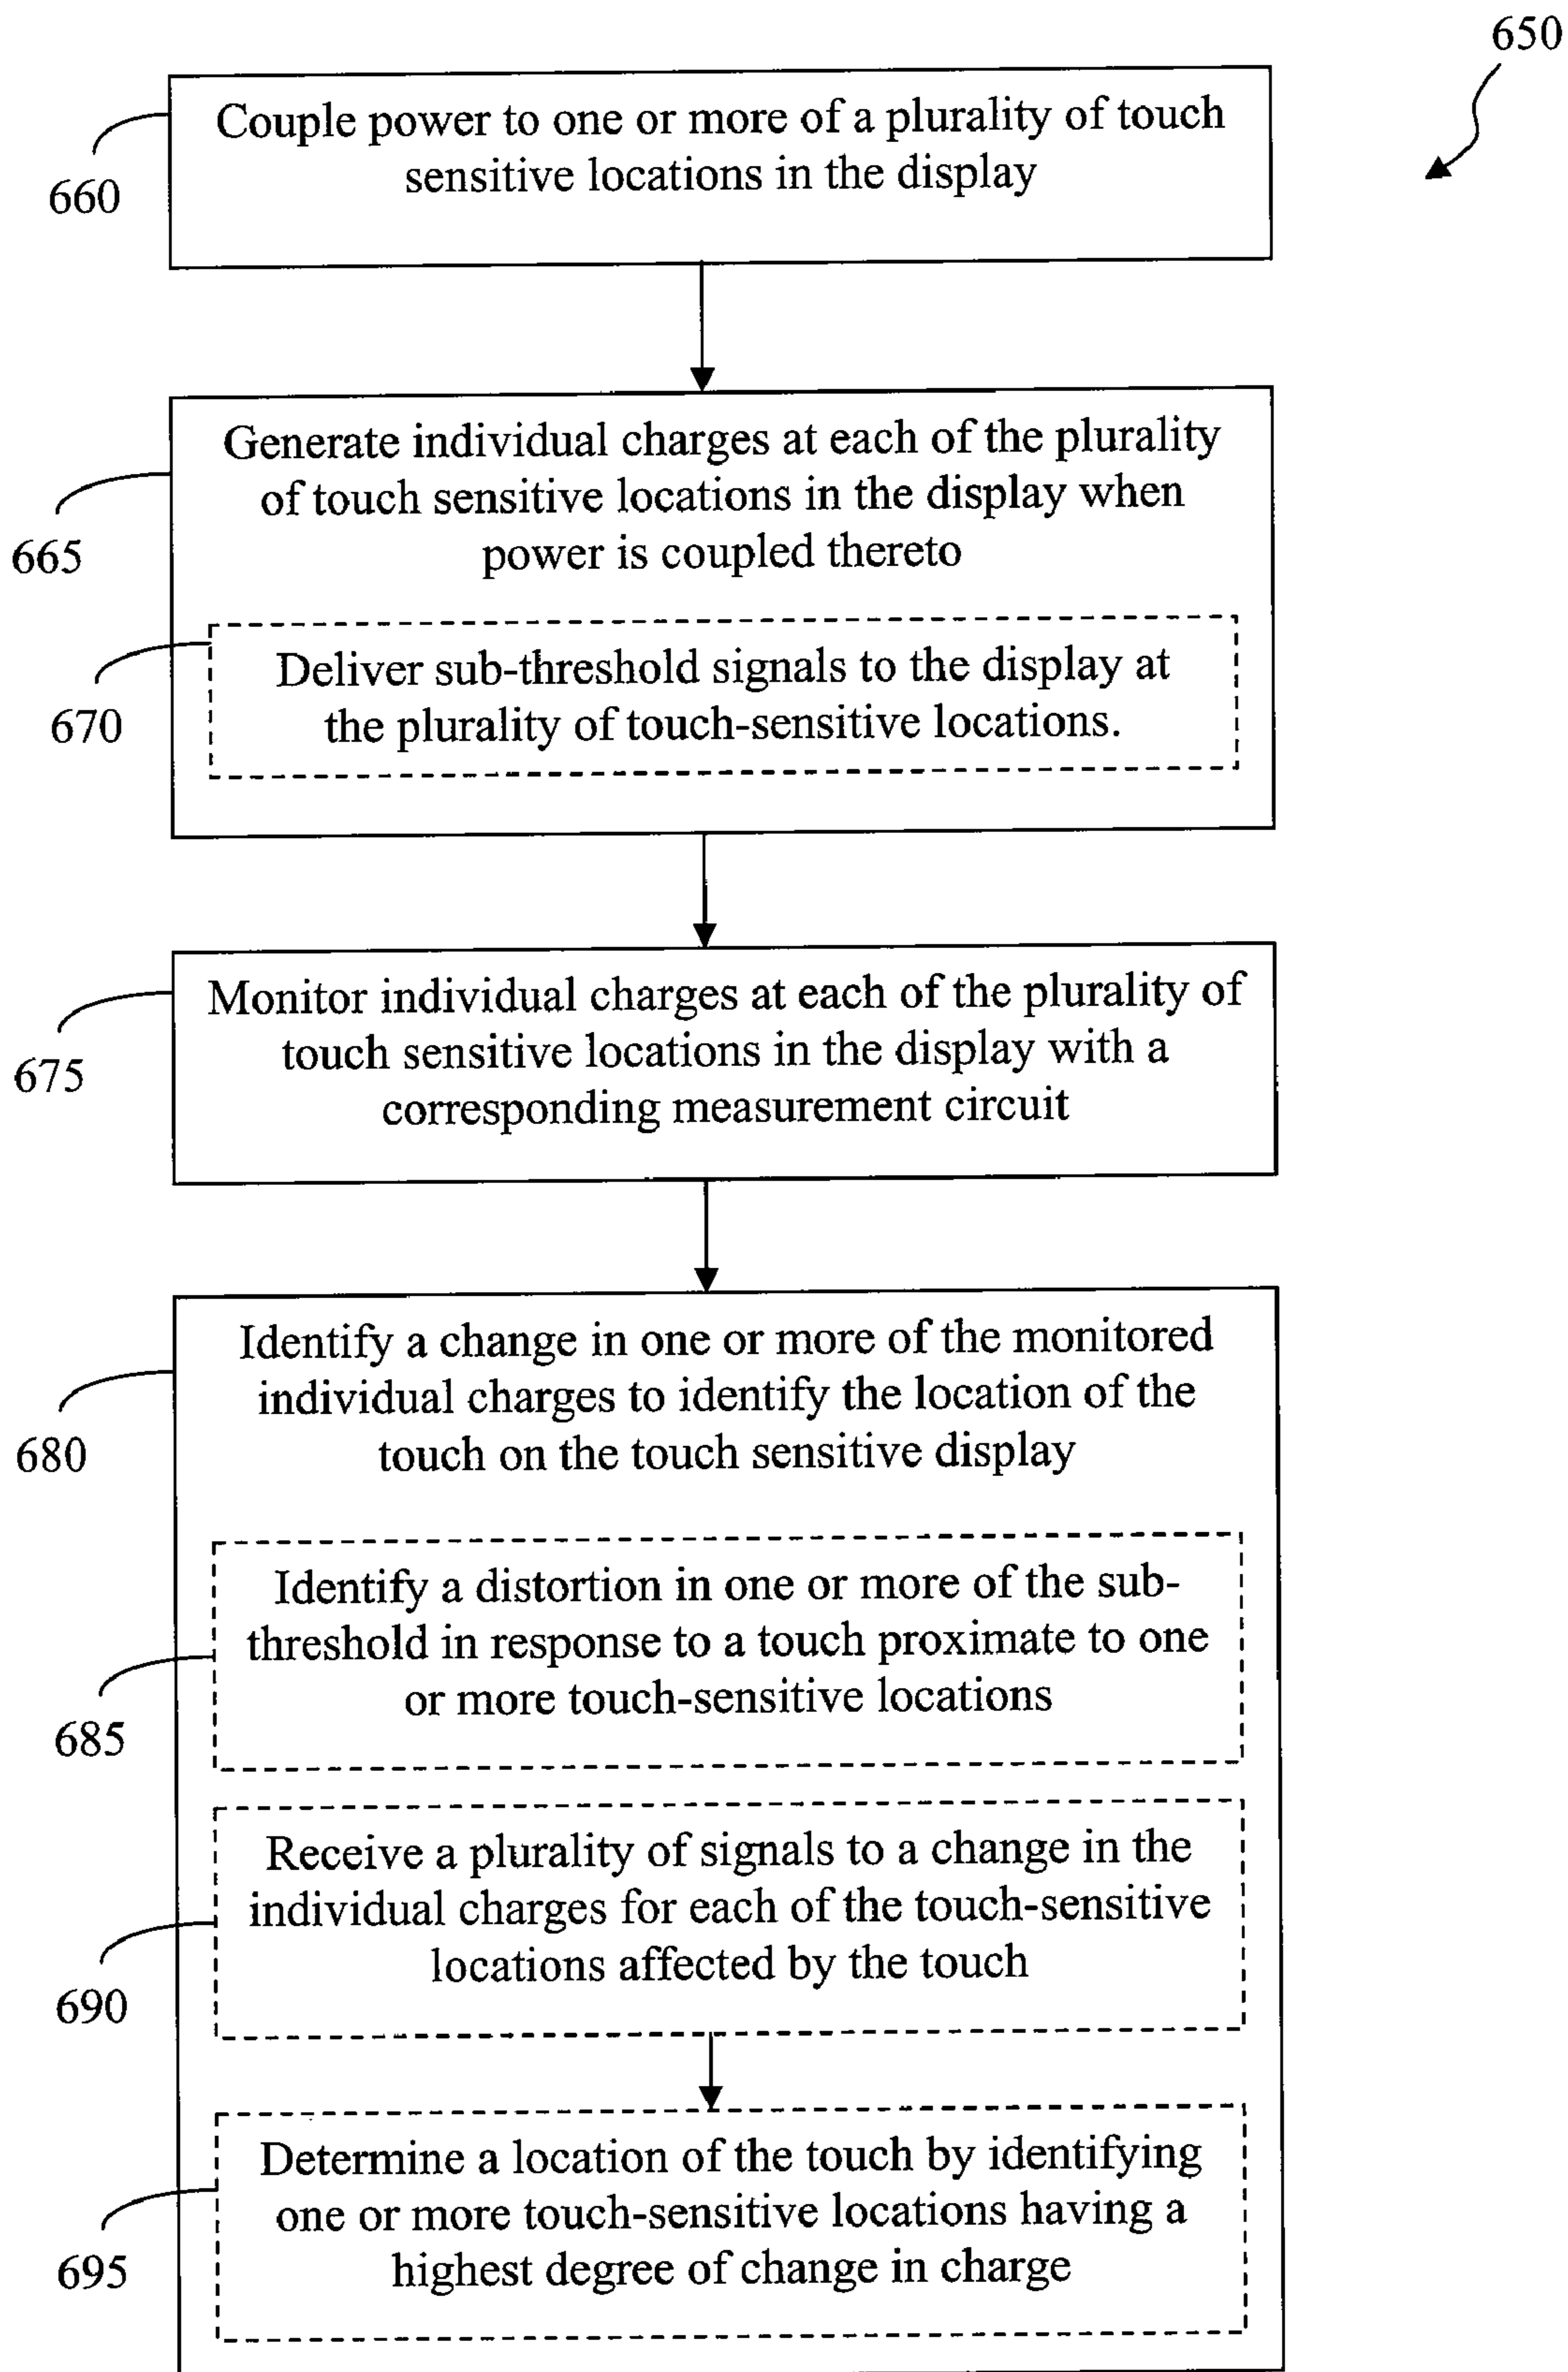 650
Couple power to one or more of a plurality of touch
sensitive locations in the display
660
Generate individual charges at each of the plurality
of touch sensitive locations in the display when
power is coupled thereto
665
Deliver sub-threshold signals to the display at
the plurality of touch-sensitive locations.
670
Monitor individual charges at each of the plurality of
touch sensitive locations in the display with a
corresponding measurement circuit
675
Identify a change in one or more of the monitored
individual charges to identify the location of the
touch on the touch sensitive display
680
Identify a distortion in one or more of the sub-
threshold in response to a touch proximate to one
or more touch-sensitive locations
685
Receive a plurality of signals to a change in the
individual charges for each of the touch-sensitive
locations affected by the touch
690
Determine a location of the touch by identifying
one or more touch-sensitive locations having a
highest degree of change in charge
695